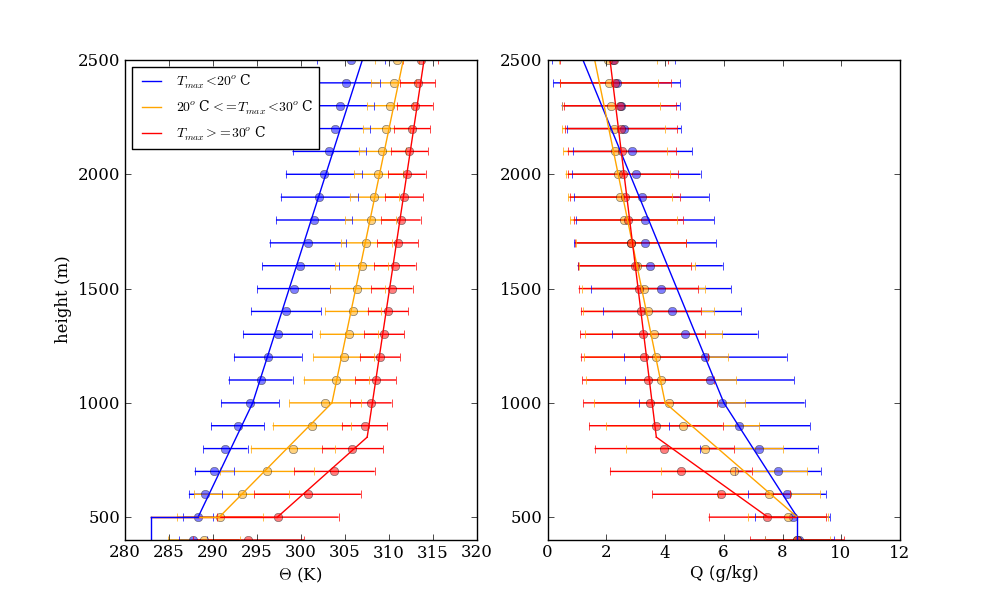 2500
2000
1500
1000
500
height (m)
T_max<20° C
20° C <=T_max<30° C
T_max>=30° C
280 285 290 295 300 305 310 315 320
Θ (K)
2500
2000
1500
1000
500
0 2 4 6 8 10 12
Q (g/kg)